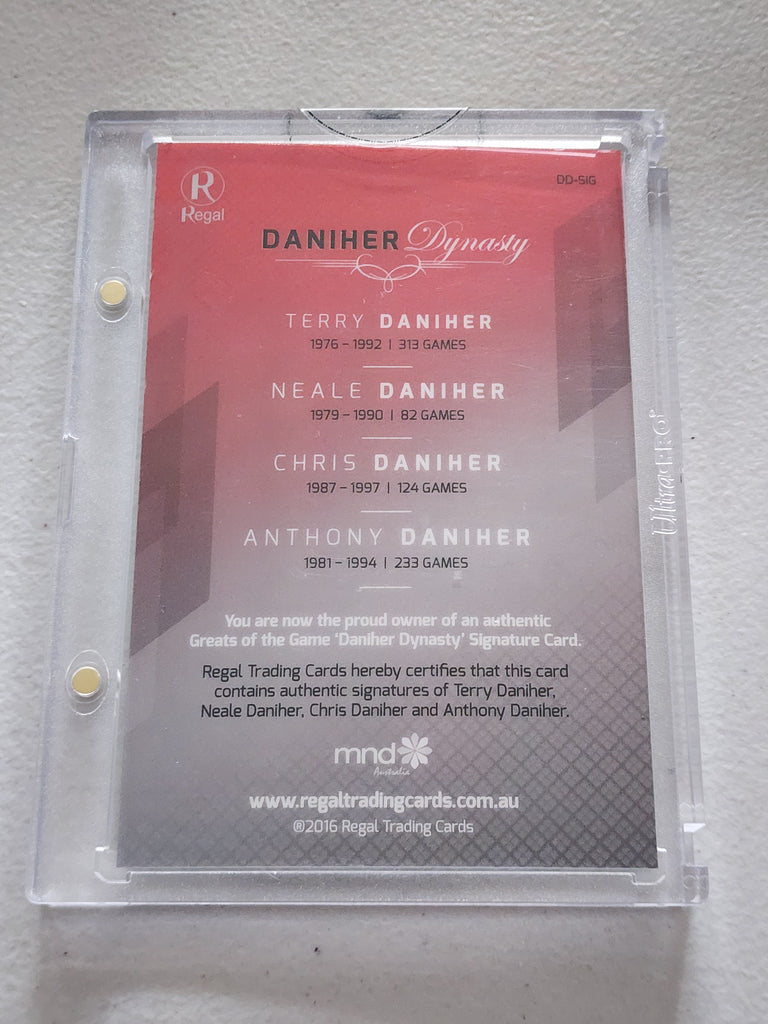 R
Regal
DD-SIG
DANIHER Dynasty
TERRY DANIHER
1976 – 1992 | 313 GAMES
NEALE DANIHER
1979 – 1990 | 82 GAMES
CHRIS DANIHER
1987 – 1997 | 124 GAMES
ANTHONY DANIHER
1981 – 1994 | 233 GAMES
You are now the proud owner of an authentic
Greats of the Game 'Daniher Dynasty' Signature Card.
Regal Trading Cards hereby certifies that this card
contains authentic signatures of Terry Daniher,
Neale Daniher, Chris Daniher and Anthony Daniher.
mnd
Australia
www.regaltradingcards.com.au
®2016 Regal Trading Cards
Ultra PRO